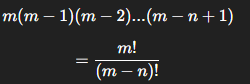 m(m − 1)(m − 2)...(m − n + 1)
= m!/(m − n)!